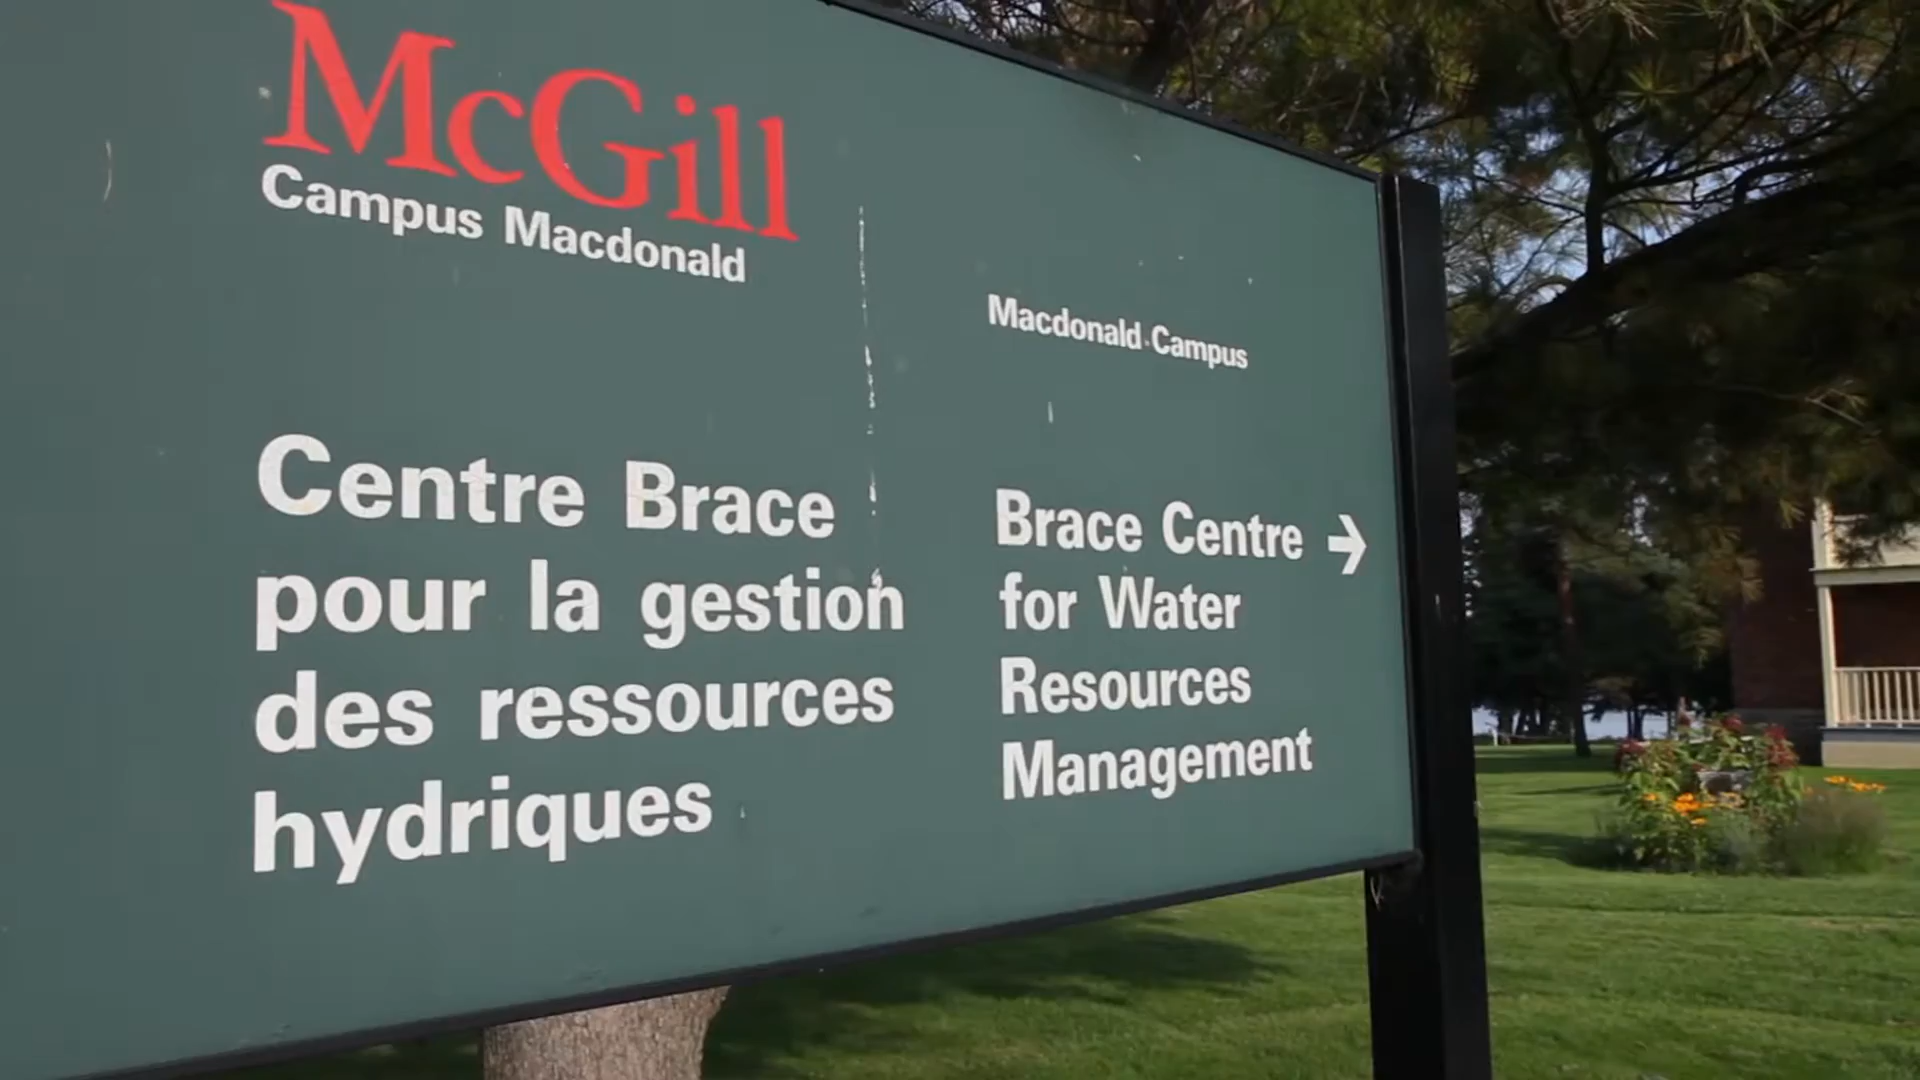 McGill
Campus Macdonald
Macdonald Campus
Centre Brace
pour la gestion
des ressources
hydriques
Brace Centre →
for Water
Resources
Management